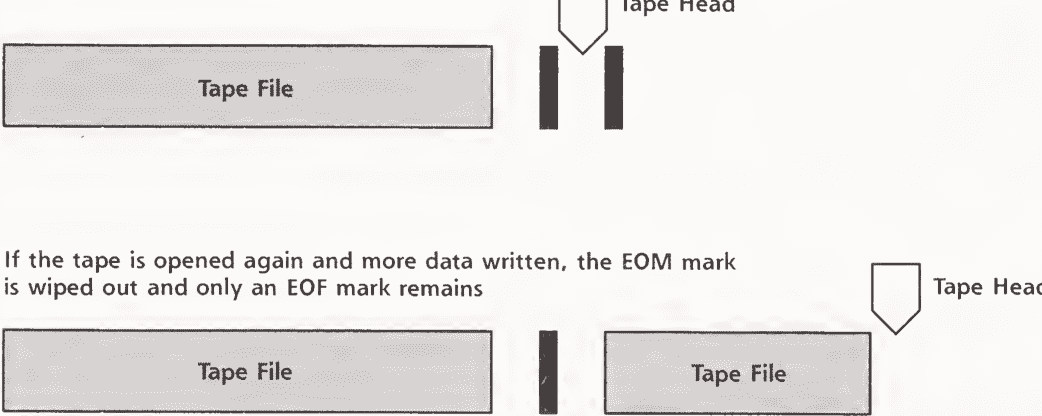 Tape Head
Tape File
If the tape is opened again and more data written, the EOM mark
is wiped out and only an EOF mark remains
Tape Head
Tape File
Tape File